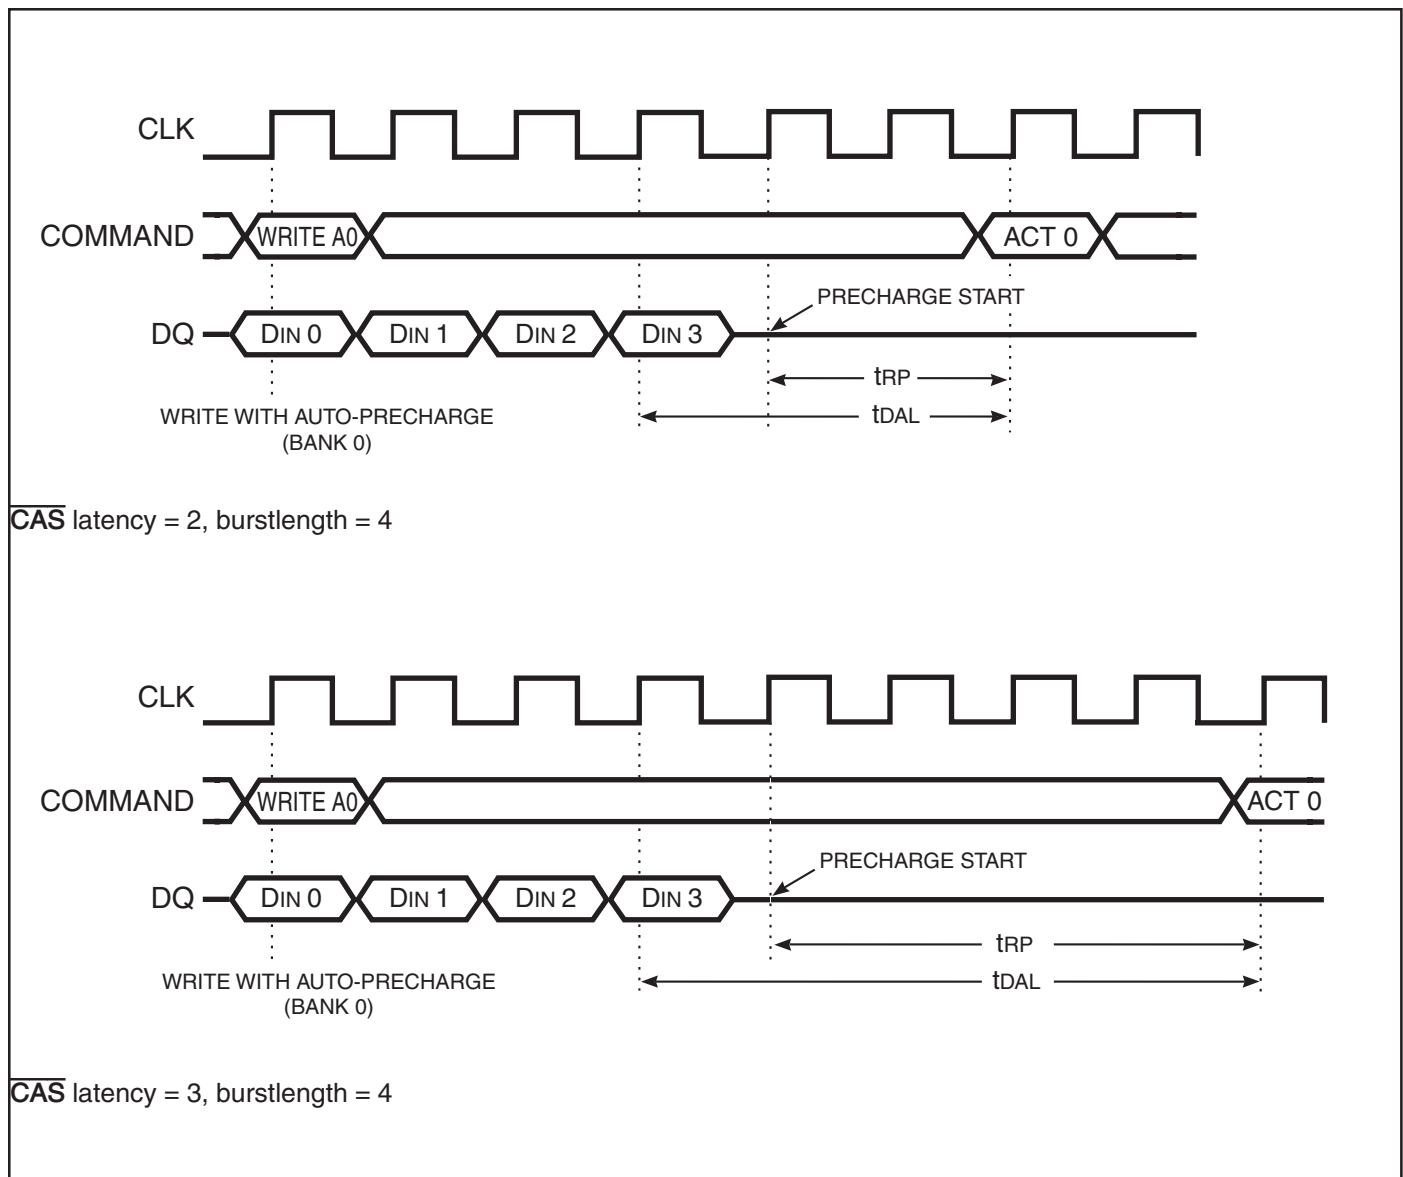 CLK
COMMAND
WRITE A0
ACT 0
PRECHARGE START
DQ
DIN 0
DIN 1
DIN 2
DIN 3
tRP
tDAL
WRITE WITH AUTO-PRECHARGE
(BANK 0)
CAS latency = 2, burstlength = 4
CLK
COMMAND
WRITE A0
ACT 0
PRECHARGE START
DQ
DIN 0
DIN 1
DIN 2
DIN 3
tRP
tDAL
WRITE WITH AUTO-PRECHARGE
(BANK 0)
CAS latency = 3, burstlength = 4